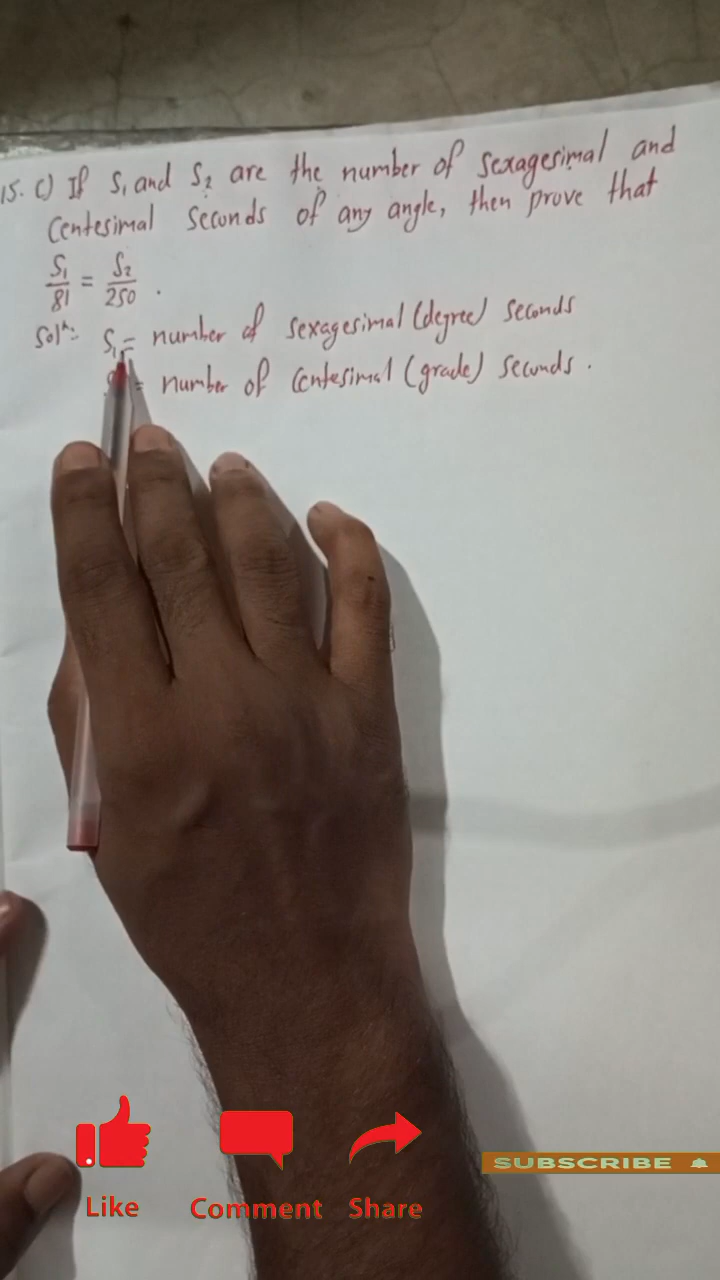 15. c) If S₁ and S₂ are the number of sexagesimal and
Centesimal Seconds of any angle, then prove that
S₁/81 = S₂/250 .
Solⁿ: S₁ = number of sexagesimal (degree) seconds
= number of Centesimal (grade) seconds .
Like Comment Share
SUBSCRIBE